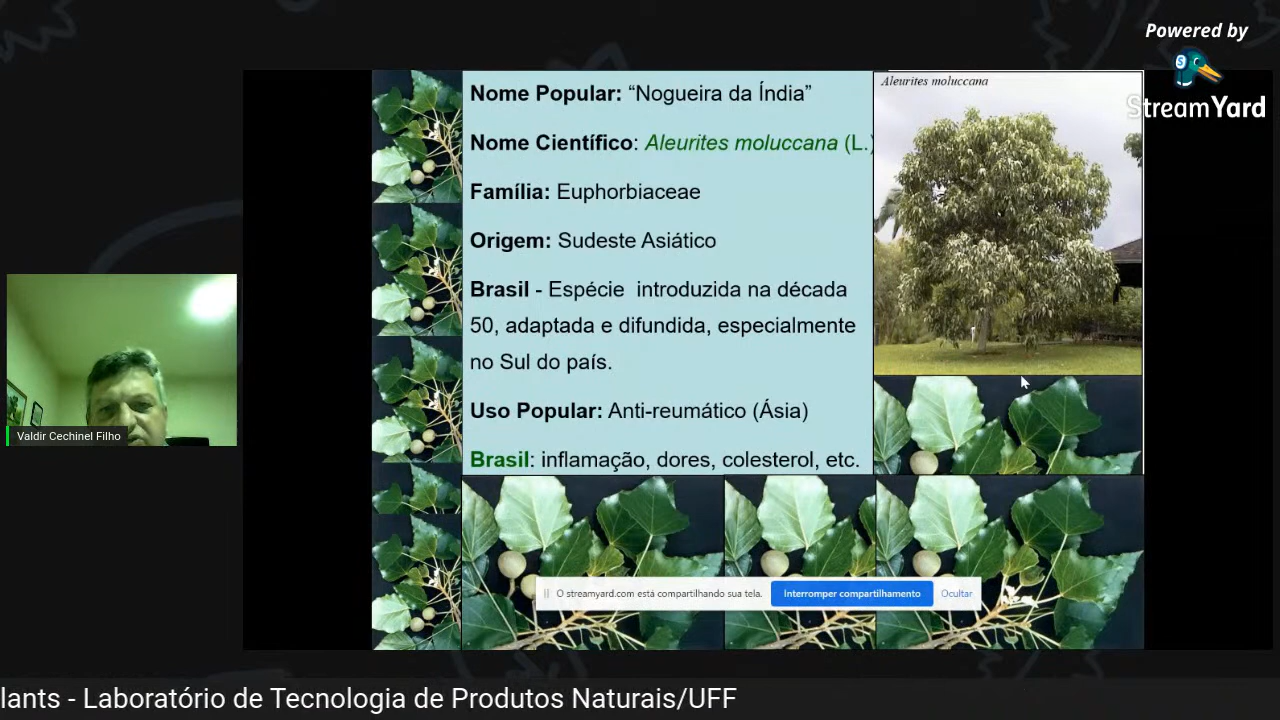 Powered by
StreamYard
Nome Popular: “Nogueira da Índia”
Aleurites moluccana
Nome Científico: Aleurites moluccana (L.)
Família: Euphorbiaceae
Origem: Sudeste Asiático
Brasil - Espécie introduzida na década
50, adaptada e difundida, especialmente
no Sul do país.
Uso Popular: Anti-reumático (Ásia)
Brasil: inflamação, dores, colesterol, etc.
Valdir Cechinel Filho
O streamyard.com está compartilhando sua tela.
Interromper compartilhamento
Ocultar
lants - Laboratório de Tecnologia de Produtos Naturais/UFF